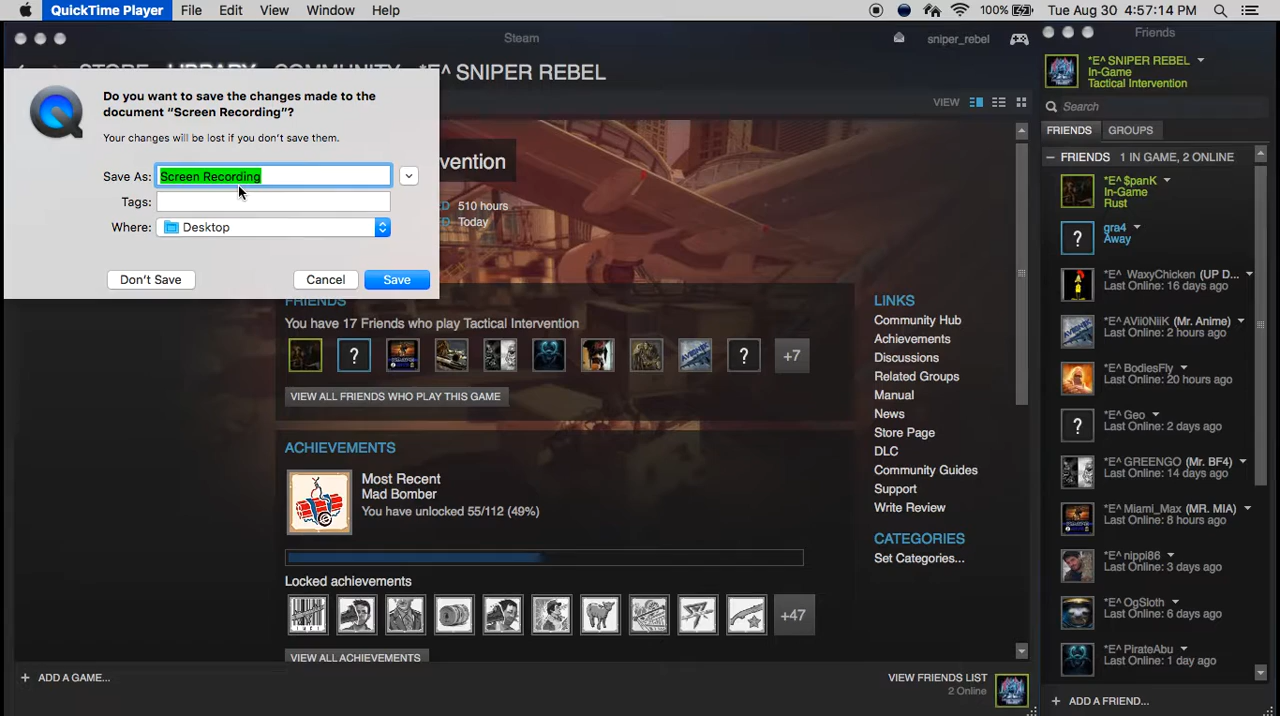 QuickTime Player File Edit View Window Help 100% Tue Aug 30 4:57:14 PM
Steam
sniper_rebel
STORE LIBRARY COMMUNITY *E^ SNIPER REBEL
VIEW
Do you want to save the changes made to the
document “Screen Recording”?
Your changes will be lost if you don’t save them.
Save As: Screen Recording
Tags:
Where: Desktop
Don’t Save Cancel Save
510 hours
Today
FRIENDS
You have 17 Friends who play Tactical Intervention
? ? +7
VIEW ALL FRIENDS WHO PLAY THIS GAME
ACHIEVEMENTS
Most Recent
Mad Bomber
You have unlocked 55/112 (49%)
Locked achievements
+47
VIEW ALL ACHIEVEMENTS
LINKS
Community Hub
Achievements
Discussions
Related Groups
Manual
News
Store Page
DLC
Community Guides
Support
Write Review
CATEGORIES
Set Categories...
+ ADD A GAME...
VIEW FRIENDS LIST
2 Online
Friends
*E^ SNIPER REBEL
In-Game
Tactical Intervention
Search
FRIENDS GROUPS
FRIENDS 1 IN GAME, 2 ONLINE
*E^ $panK
In-Game
Rust
?
gra4
Away
*E^ WaxyChicken (UP D...
Last Online: 16 days ago
*E^ AVii0NiiK (Mr. Anime)
Last Online: 2 hours ago
*E^ BodiesFly
Last Online: 20 hours ago
?
*E^ Geo
Last Online: 2 days ago
*E^ GREENGO (Mr. BF4)
Last Online: 14 days ago
*E^ Miami_Max (MR. MIA)
Last Online: 8 hours ago
*E^ nippi86
Last Online: 3 days ago
*E^ OgSloth
Last Online: 6 days ago
*E^ PirateAbu
Last Online: 1 day ago
+ ADD A FRIEND...